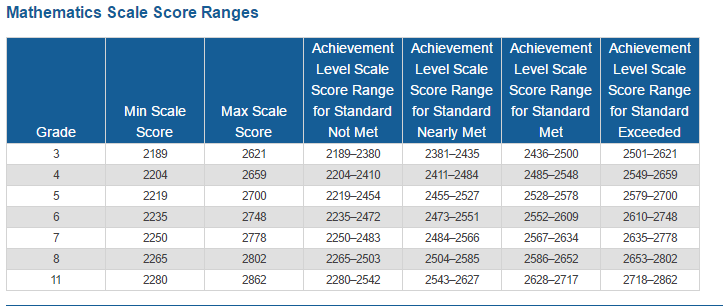 Mathematics Scale Score Ranges
Grade Min Scale Score Max Scale Score Achievement Level Scale Score Range for Standard Not Met Achievement Level Scale Score Range for Standard Nearly Met Achievement Level Scale Score Range for Standard Met Achievement Level Scale Score Range for Standard Exceeded
3 2189 2621 2189–2380 2381–2435 2436–2500 2501–2621
4 2204 2659 2204–2410 2411–2484 2485–2548 2549–2659
5 2219 2700 2219–2454 2455–2527 2528–2578 2579–2700
6 2235 2748 2235–2472 2473–2551 2552–2609 2610–2748
7 2250 2778 2250–2483 2484–2566 2567–2634 2635–2778
8 2265 2802 2265–2503 2504–2585 2586–2652 2653–2802
11 2280 2862 2280–2542 2543–2627 2628–2717 2718–2862